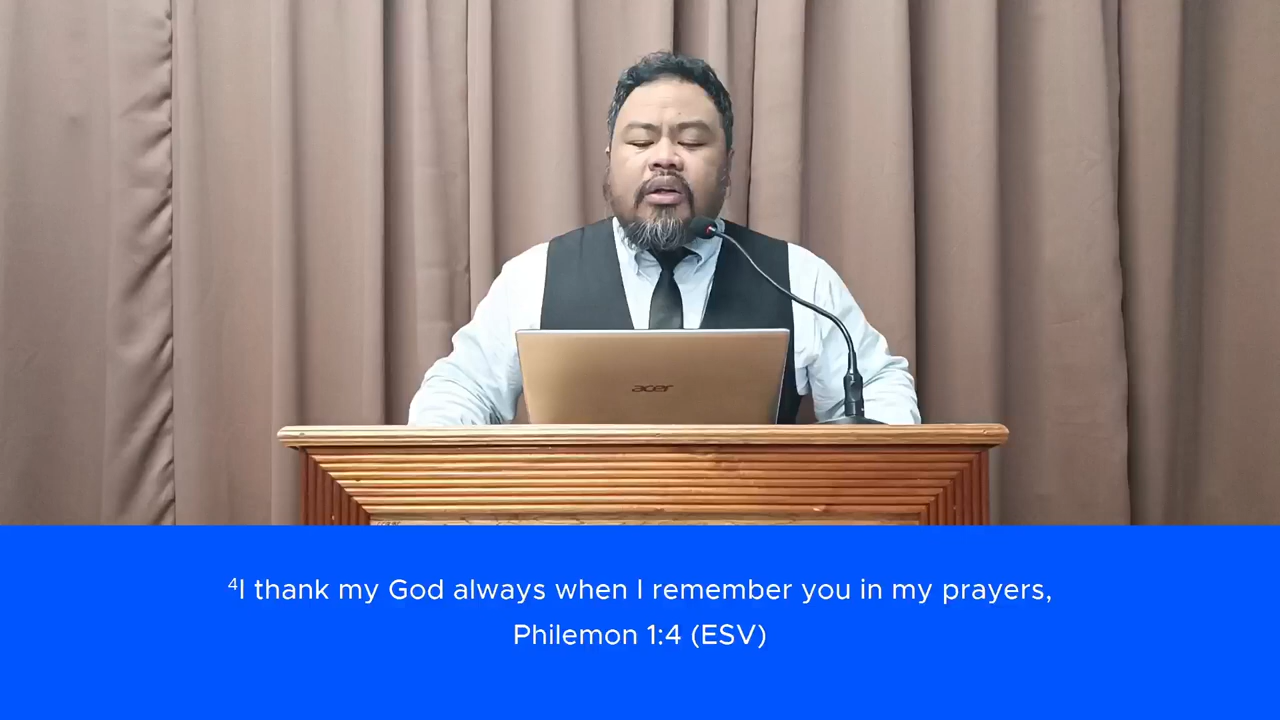 acer
⁴I thank my God always when I remember you in my prayers,
Philemon 1:4 (ESV)